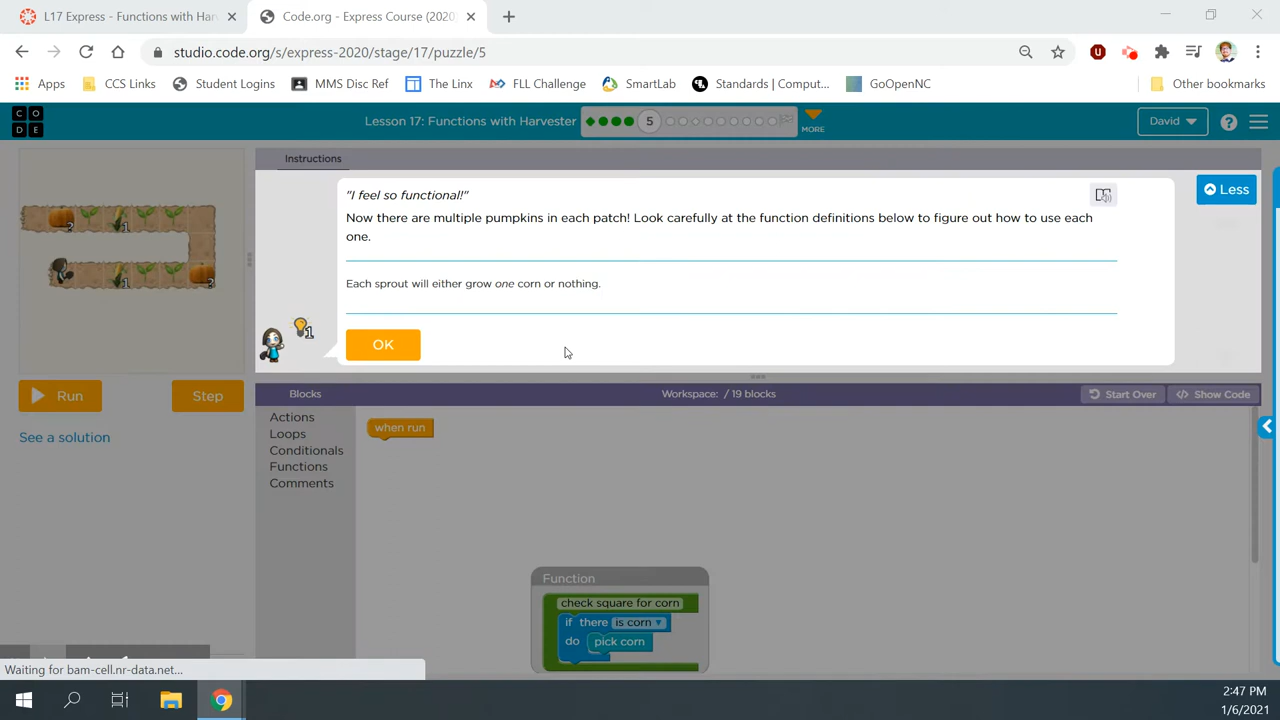 L17 Express - Functions with Har
Code.org - Express Course (2020)
studio.code.org/s/express-2020/stage/17/puzzle/5
Apps CCS Links Student Logins MMS Disc Ref The Linx FLL Challenge SmartLab Standards | Comput... GoOpenNC Other bookmarks
C O D E
Lesson 17: Functions with Harvester 5 MORE David ?
Instructions
"I feel so functional!"
Less
Now there are multiple pumpkins in each patch! Look carefully at the function definitions below to figure out how to use each
one.
Each sprout will either grow one corn or nothing.
1
OK
2 1
1
Run Step
See a solution
Blocks
Workspace: / 19 blocks
Start Over
Show Code
Actions
Loops
Conditionals
Functions
Comments
when run
Function
check square for corn
if there is corn
do pick corn
Waiting for bam-cell.nr-data.net...
2:47 PM
1/6/2021